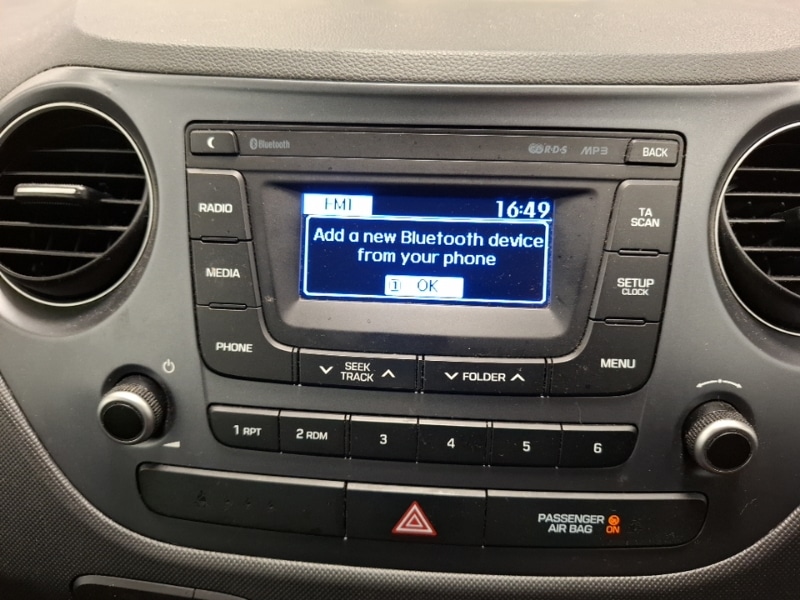 Bluetooth
R·D·S
MP3
BACK
RADIO
FM1
16:49
TA
SCAN
Add a new Bluetooth device
from your phone
1 OK
MEDIA
SETUP
CLOCK
PHONE
SEEK
TRACK
FOLDER
MENU
1 RPT
2 RDM
3
4
5
6
PASSENGER
AIR BAG
ON